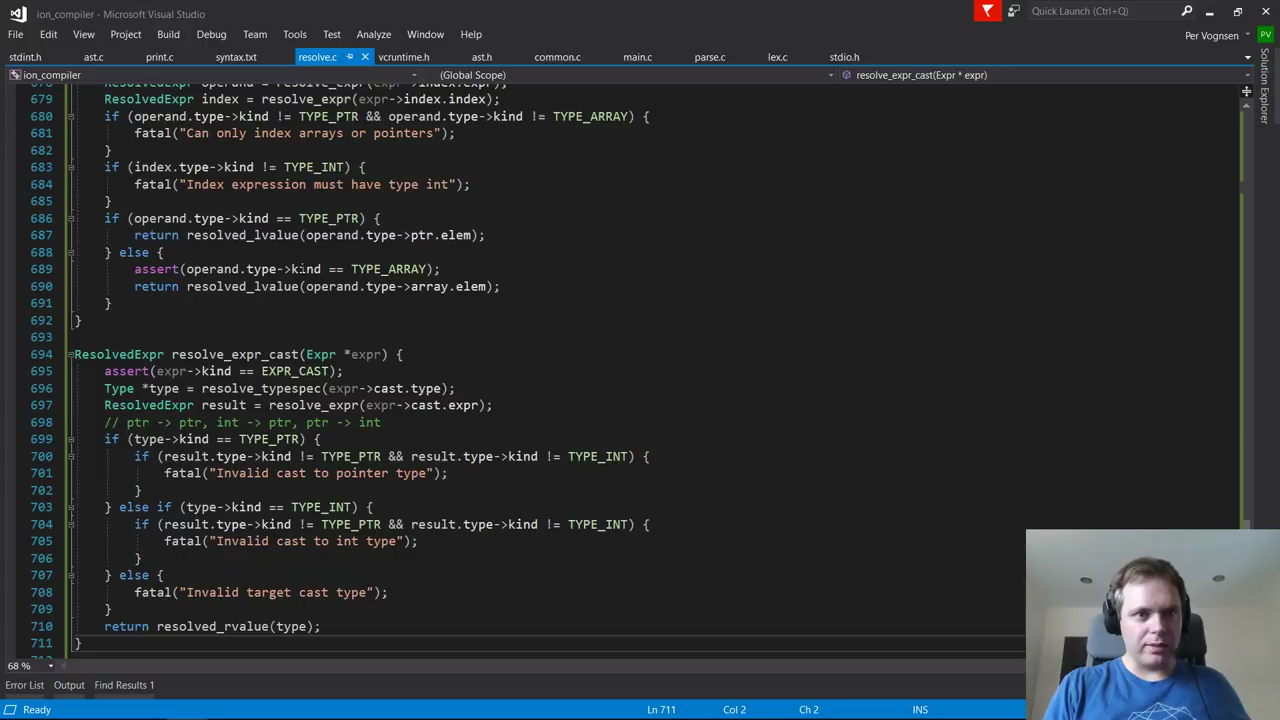 ion_compiler - Microsoft Visual Studio
Quick Launch (Ctrl+Q)
File Edit View Project Build Debug Team Tools Test Analyze Window Help
Per Vognsen
PV
stdint.h ast.c print.c syntax.txt resolve.c vcruntime.h ast.h common.c main.c parse.c lex.c stdio.h
ion_compiler (Global Scope) resolve_expr_cast(Expr * expr)
Solution Explorer
679 ResolvedExpr index = resolve_expr(expr->index.index);
680 if (operand.type->kind != TYPE_PTR && operand.type->kind != TYPE_ARRAY) {
681 fatal("Can only index arrays or pointers");
682 }
683 if (index.type->kind != TYPE_INT) {
684 fatal("Index expression must have type int");
685 }
686 if (operand.type->kind == TYPE_PTR) {
687 return resolved_lvalue(operand.type->ptr.elem);
688 } else {
689 assert(operand.type->kind == TYPE_ARRAY);
690 return resolved_lvalue(operand.type->array.elem);
691 }
692 }
693
694 ResolvedExpr resolve_expr_cast(Expr *expr) {
695 assert(expr->kind == EXPR_CAST);
696 Type *type = resolve_typespec(expr->cast.type);
697 ResolvedExpr result = resolve_expr(expr->cast.expr);
698 // ptr -> ptr, int -> ptr, ptr -> int
699 if (type->kind == TYPE_PTR) {
700 if (result.type->kind != TYPE_PTR && result.type->kind != TYPE_INT) {
701 fatal("Invalid cast to pointer type");
702 }
703 } else if (type->kind == TYPE_INT) {
704 if (result.type->kind != TYPE_PTR && result.type->kind != TYPE_INT) {
705 fatal("Invalid cast to int type");
706 }
707 } else {
708 fatal("Invalid target cast type");
709 }
710 return resolved_rvalue(type);
711 }
68 %
Error List Output Find Results 1
Ready Ln 711 Col 2 Ch 2 INS